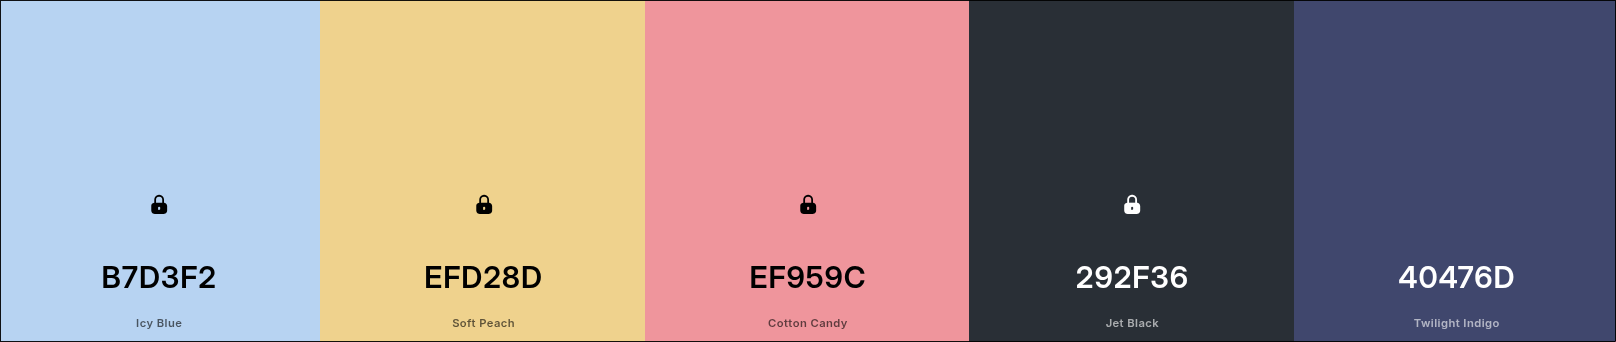 B7D3F2
Icy Blue
EFD28D
Soft Peach
EF959C
Cotton Candy
292F36
Jet Black
40476D
Twilight Indigo